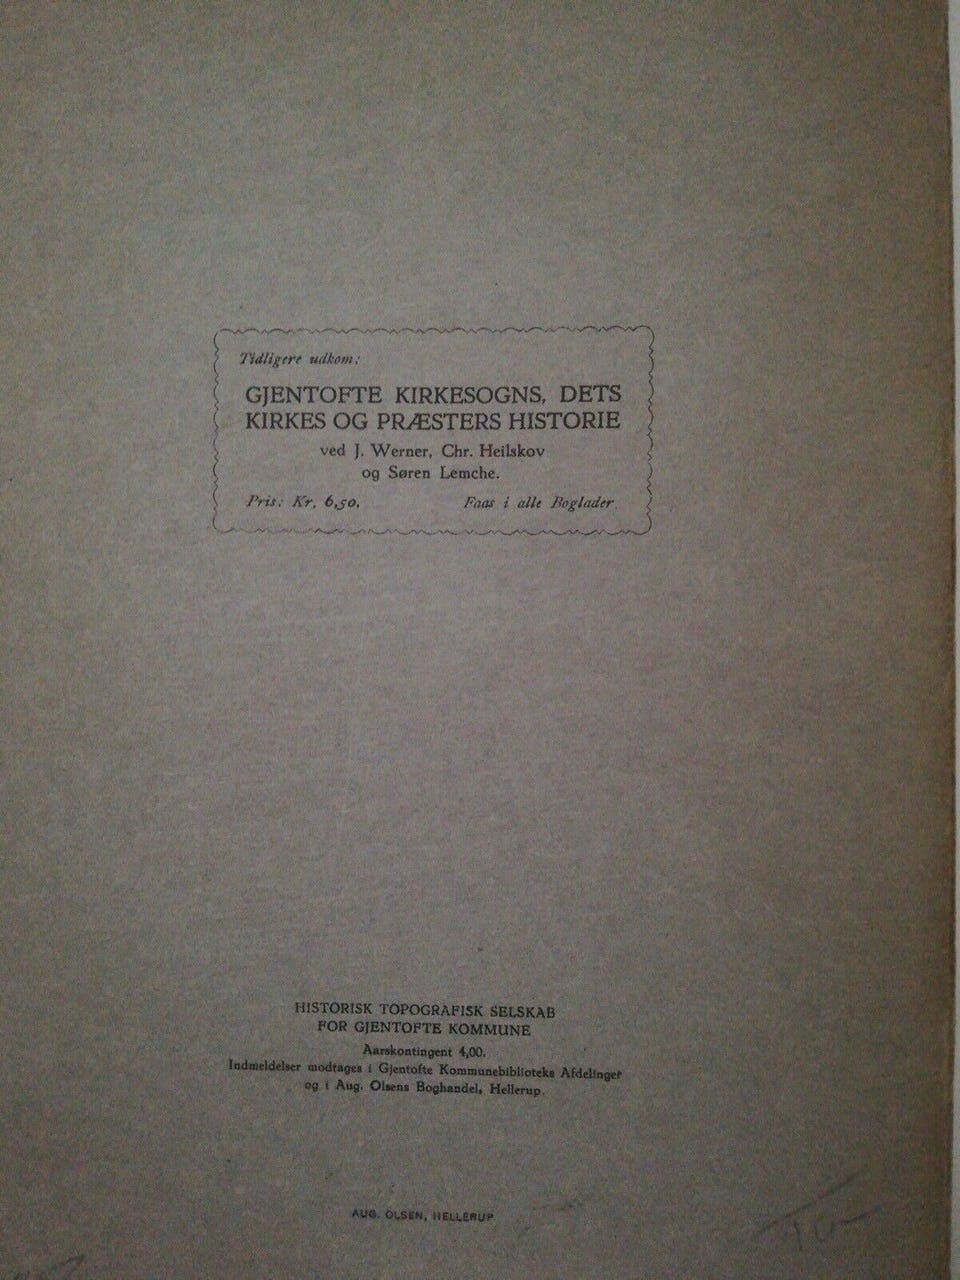 Tidligere udkom:
GJENTOFTE KIRKESOGNS, DETS
KIRKES OG PRÆSTERS HISTORIE
ved J. Werner, Chr. Heilskov
og Søren Lemche.
Pris: Kr. 6,50. Faas i alle Boglader.
HISTORISK TOPOGRAFISK SELSKAB
FOR GJENTOFTE KOMMUNE
Aarskontingent 4,00.
Indmeldelser modtages i Gjentofte Kommunebiblioteks Afdelinger
og i Aug. Olsens Boghandel, Hellerup.
AUG. OLSEN, HELLERUP